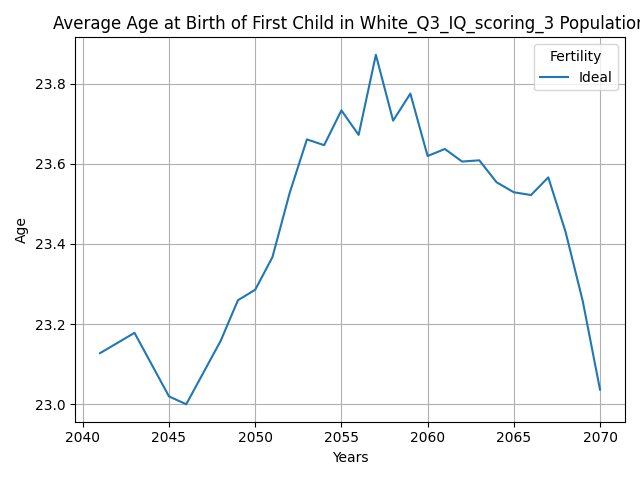 Average Age at Birth of First Child in White_Q3_IQ_scoring_3 Population
Fertility
Ideal
23.8
23.6
23.4
23.2
23.0
Age
2040 2045 2050 2055 2060 2065 2070
Years